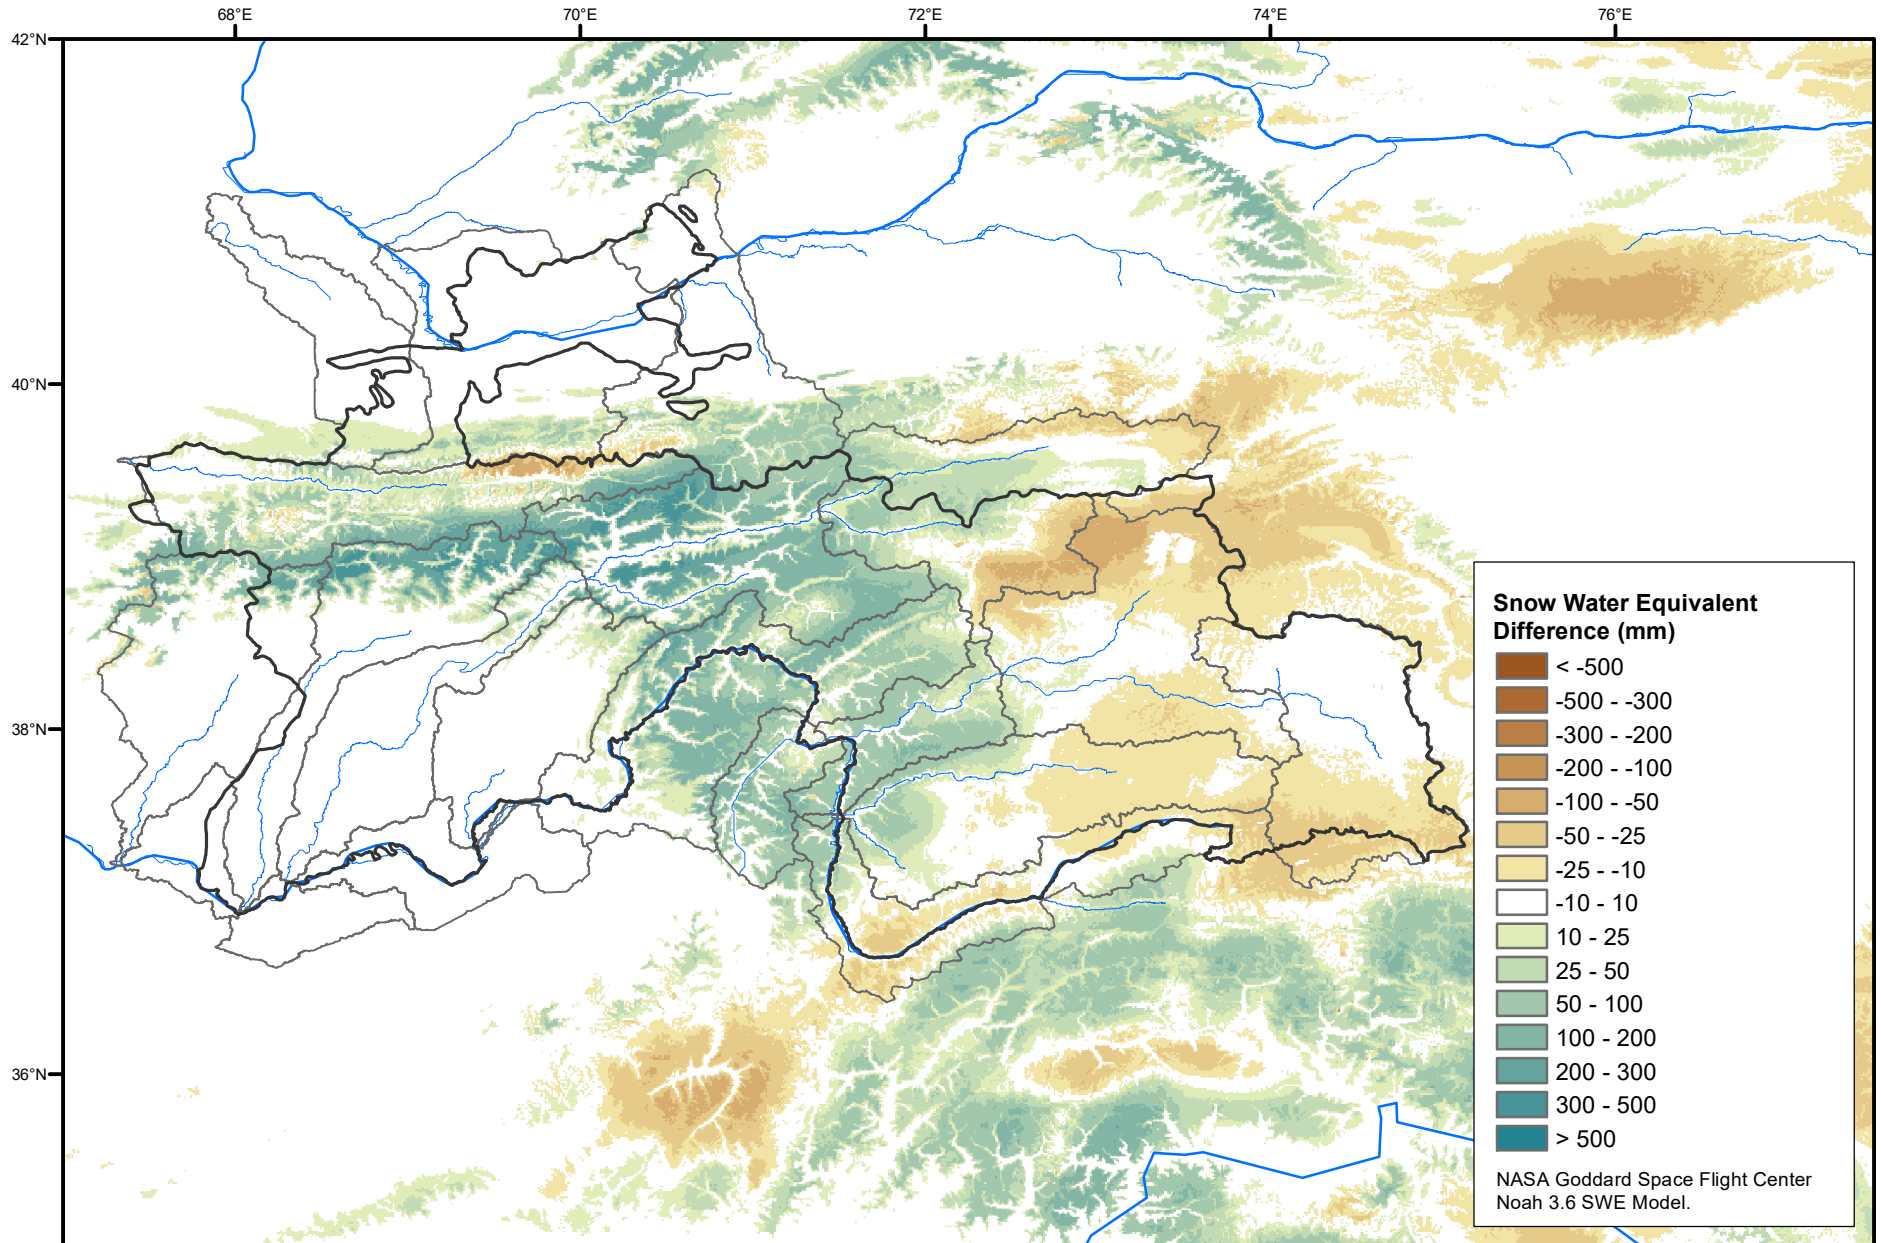 68°E
70°E
72°E
74°E
76°E
42°N
40°N
38°N
36°N
Snow Water Equivalent
Difference (mm)
< -500
-500 - -300
-300 - -200
-200 - -100
-100 - -50
-50 - -25
-25 - -10
-10 - 10
10 - 25
25 - 50
50 - 100
100 - 200
200 - 300
300 - 500
> 500
NASA Goddard Space Flight Center
Noah 3.6 SWE Model.